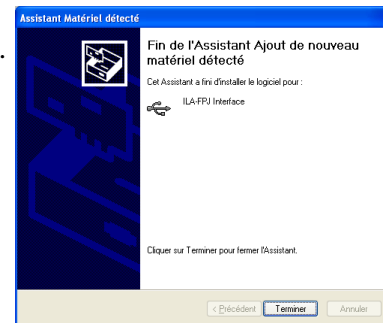 Assistant Matériel détecté
Fin de l'Assistant Ajout de nouveau
matériel détecté
Cet Assistant a fini d'installer le logiciel pour :
ILA-FPJ Interface
Cliquer sur Terminer pour fermer l'Assistant.
< Précédent Terminer Annuler